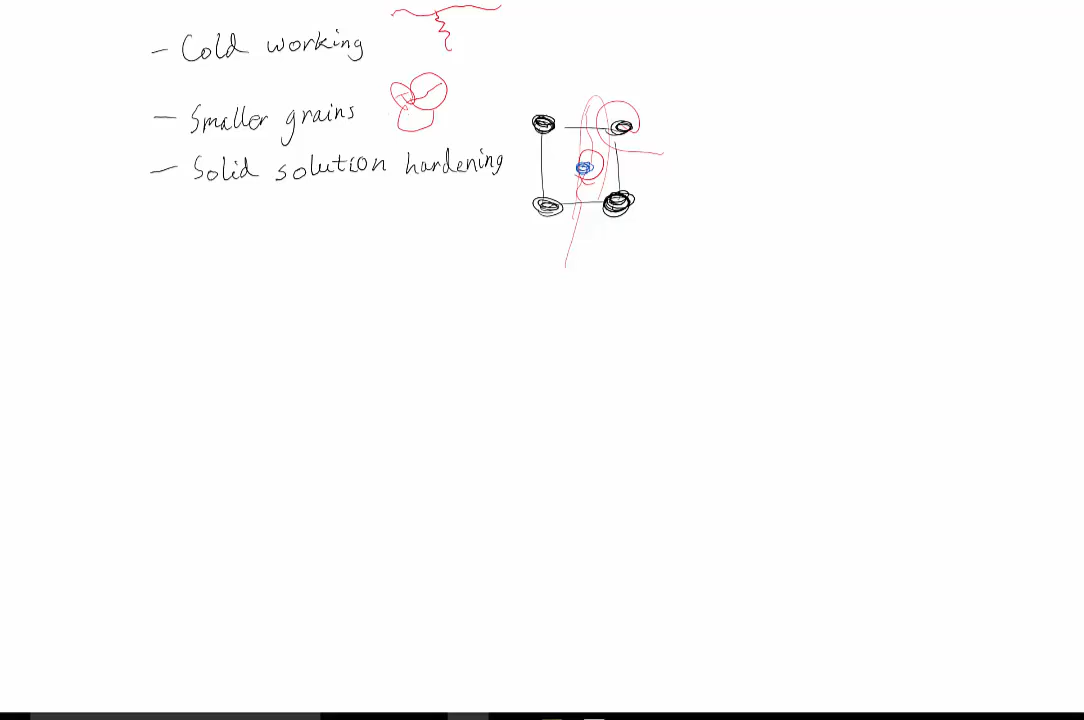 - Cold working
- Smaller grains
- Solid solution hardening